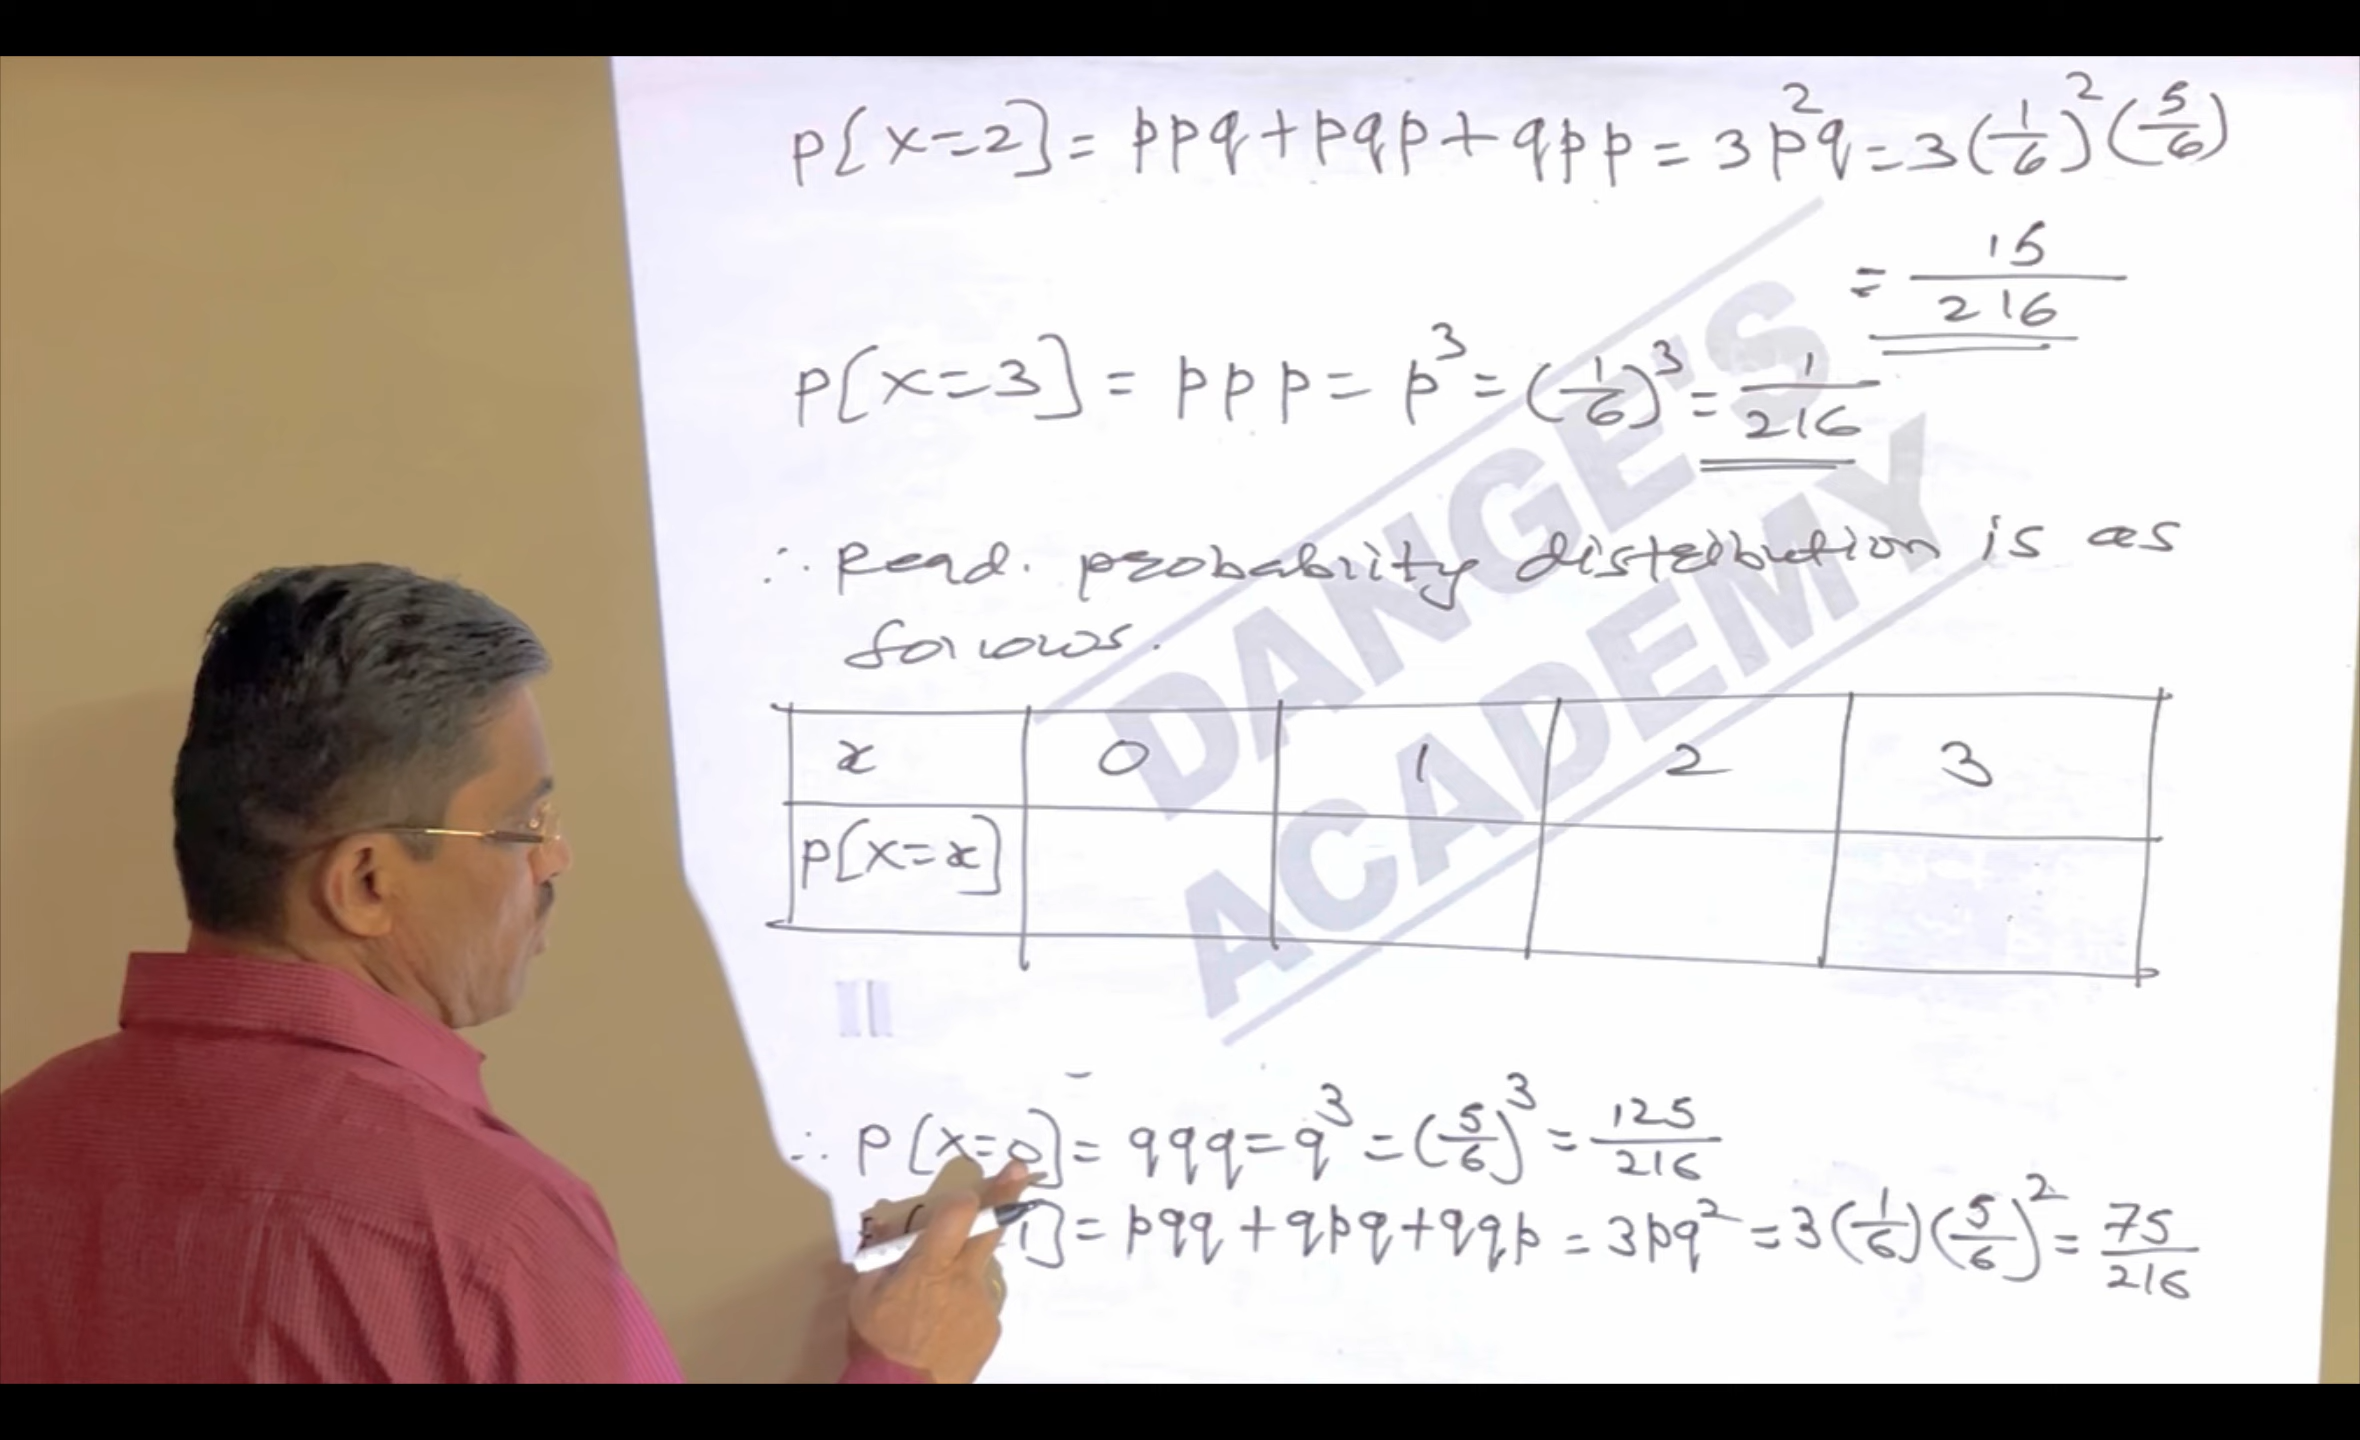 P[X=2] = ppq + pqp + qpp = 3p²q = 3(1/6)²(5/6)
= 15/216
P[X=3] = ppp = p³ = (1/6)³ = 1/216
∴ Reqd. probability distribution is as
follows.
x 0 1 2 3
P[X=x]
∴ P[X=0] = qqq = q³ = (5/6)³ = 125/216
1] = pqq + qpq + qqp = 3pq² = 3(1/6)(5/6)² = 75/216
DANGE'S
ACADEMY